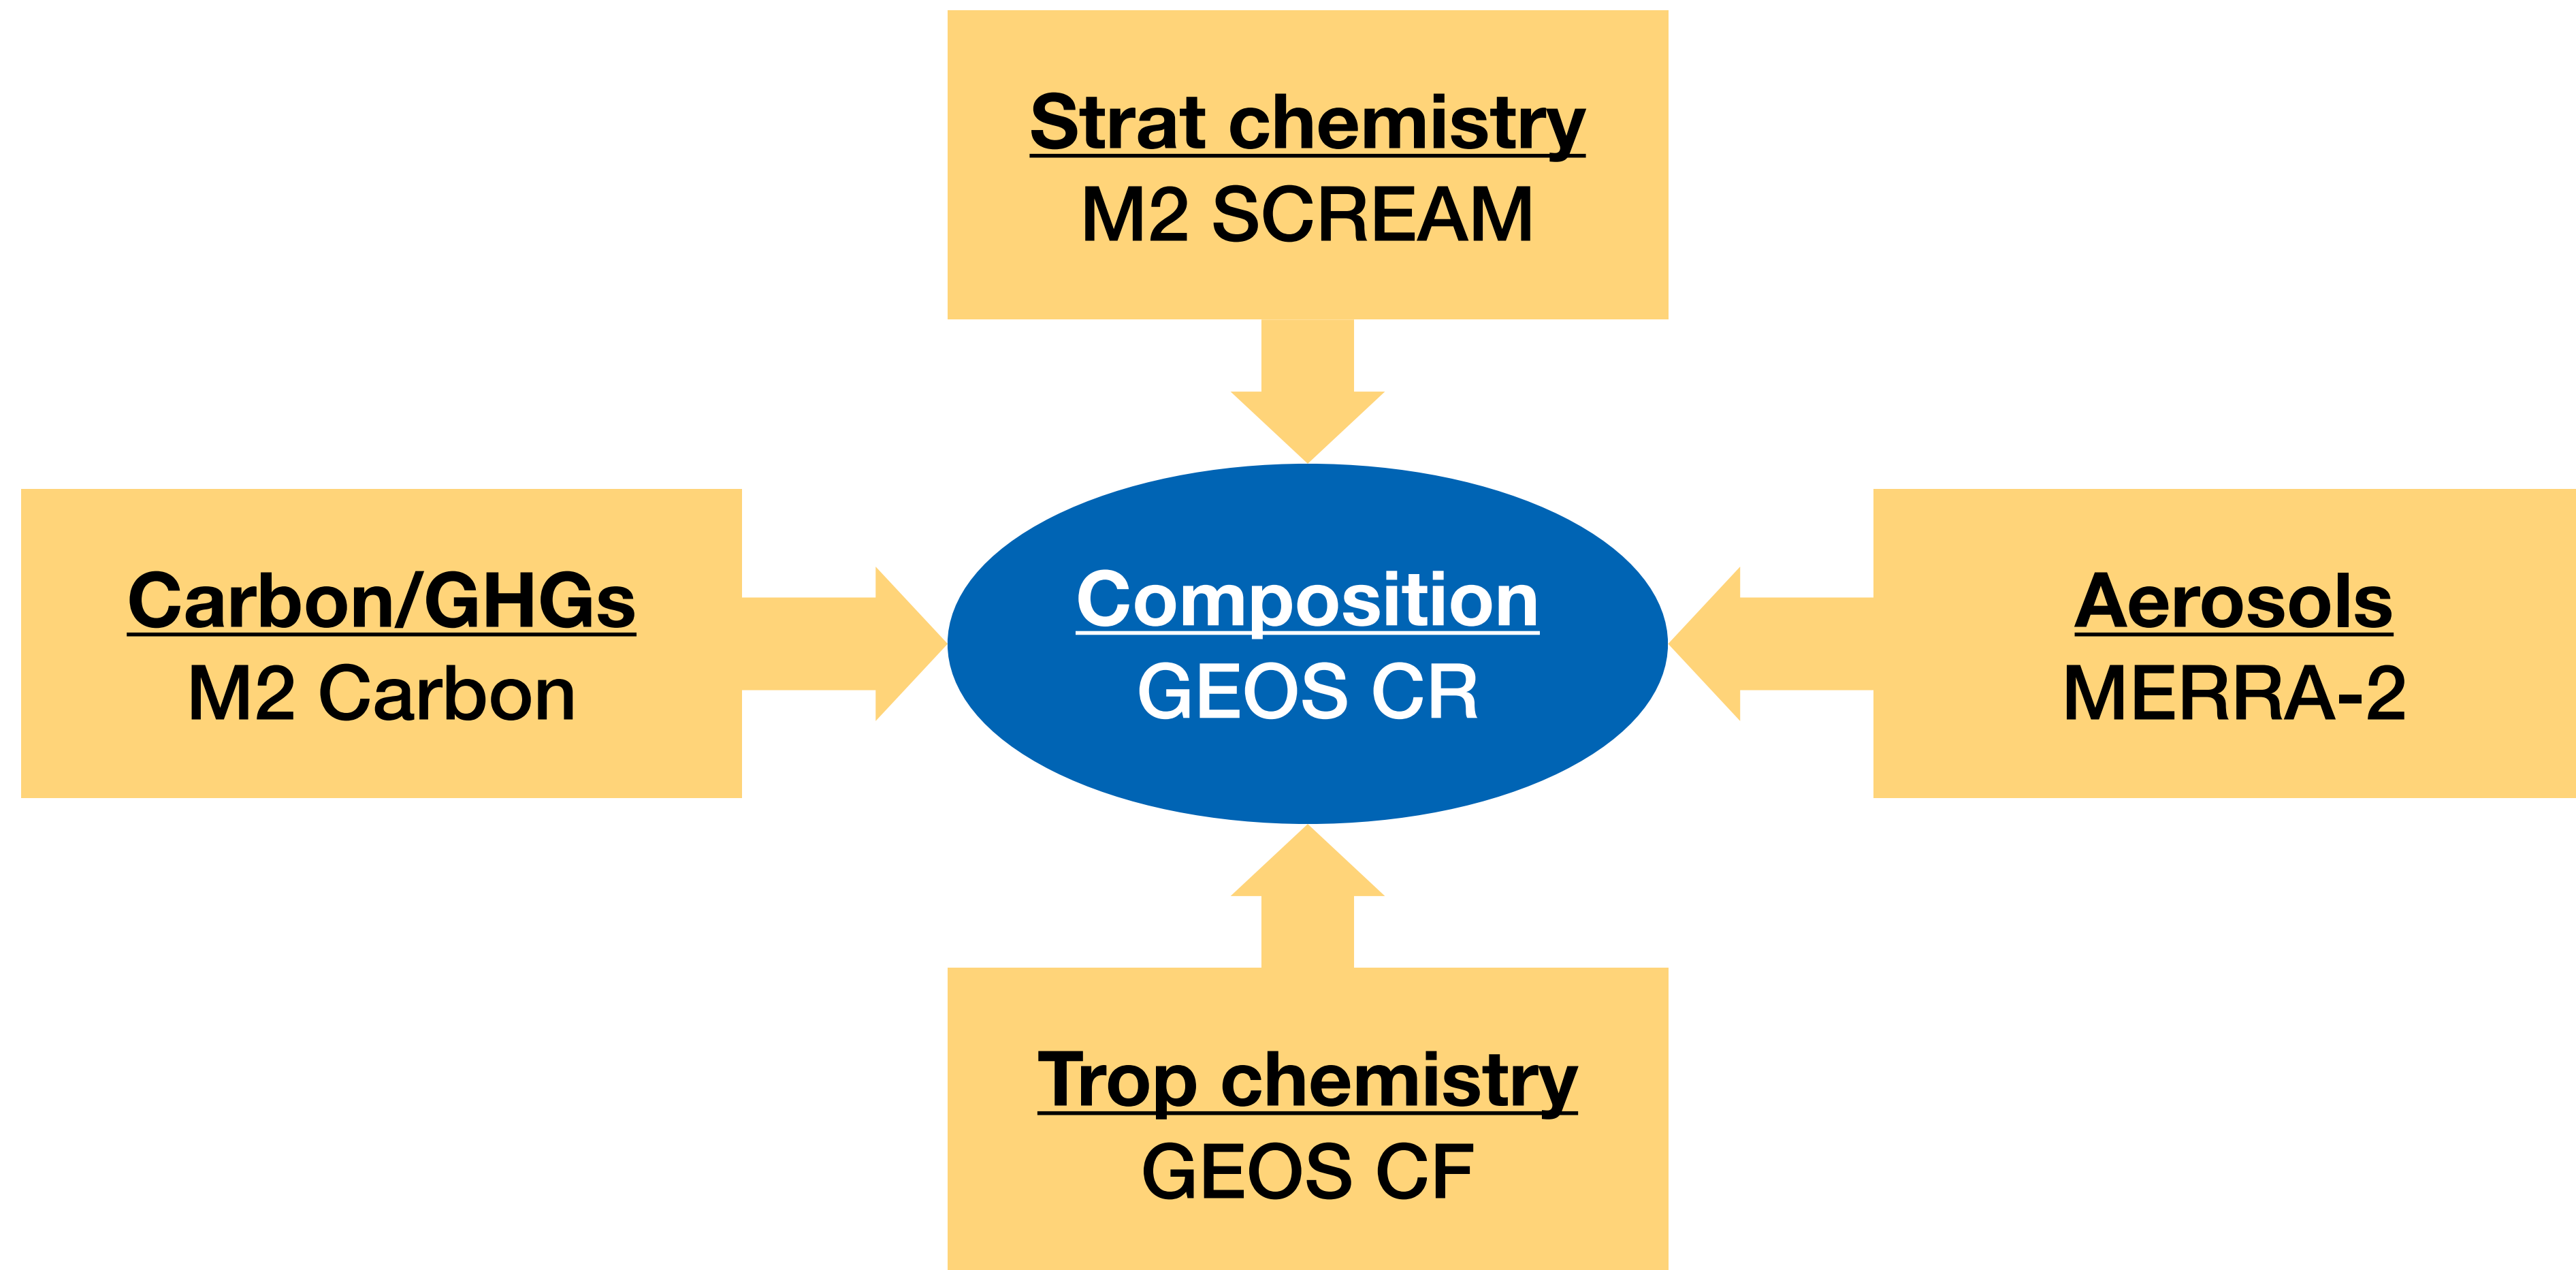 Strat chemistry
M2 SCREAM
Carbon/GHGs
M2 Carbon
Composition
GEOS CR
Aerosols
MERRA-2
Trop chemistry
GEOS CF